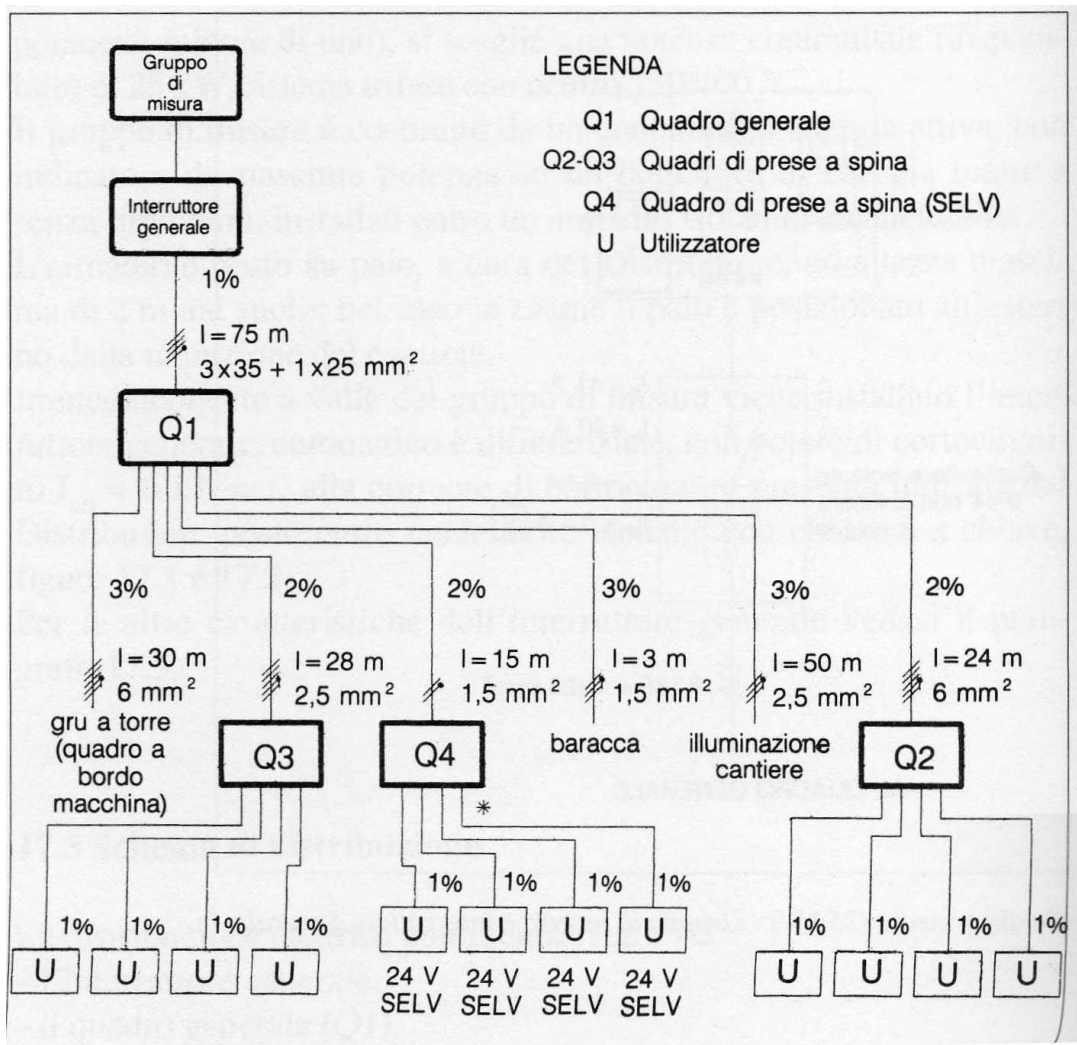 Gruppo
di
misura
LEGENDA
Q1 Quadro generale
Q2-Q3 Quadri di prese a spina
Q4 Quadro di prese a spina (SELV)
U Utilizzatore
Interruttore
generale
1%
l = 75 m
3x35 + 1x25 mm²
Q1
3% 2% 2% 3% 3% 2%
l = 30 m l = 28 m l = 15 m l = 3 m l = 50 m l = 24 m
6 mm² 2,5 mm² 1,5 mm² 1,5 mm² 2,5 mm² 6 mm²
gru a torre
(quadro a
bordo
macchina)
Q3 Q4 baracca illuminazione
cantiere
Q2
*
1% 1% 1% 1%
1% 1% 1% 1% 1% 1% 1% 1%
U U U U
U U U U U U U U
24 V 24 V 24 V 24 V
SELV SELV SELV SELV